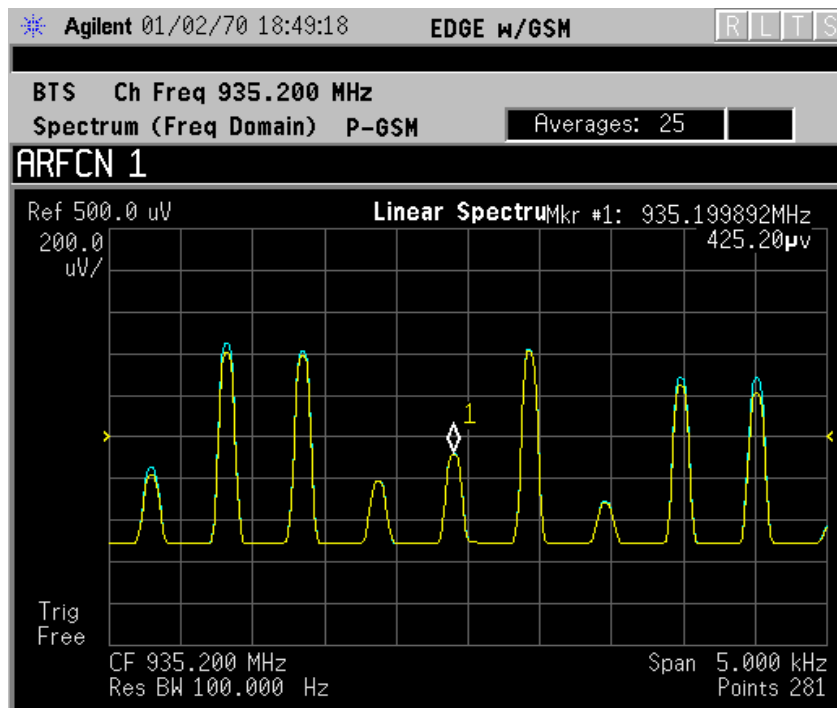 Agilent 01/02/70 18:49:18 EDGE w/GSM R L T S
BTS Ch Freq 935.200 MHz
Spectrum (Freq Domain) P-GSM Averages: 25
ARFCN 1
Ref 500.0 uV Linear Spectru Mkr #1: 935.199892MHz
200.0 425.20µv
uV/
1
Trig
Free
CF 935.200 MHz Span 5.000 kHz
Res BW 100.000 Hz Points 281